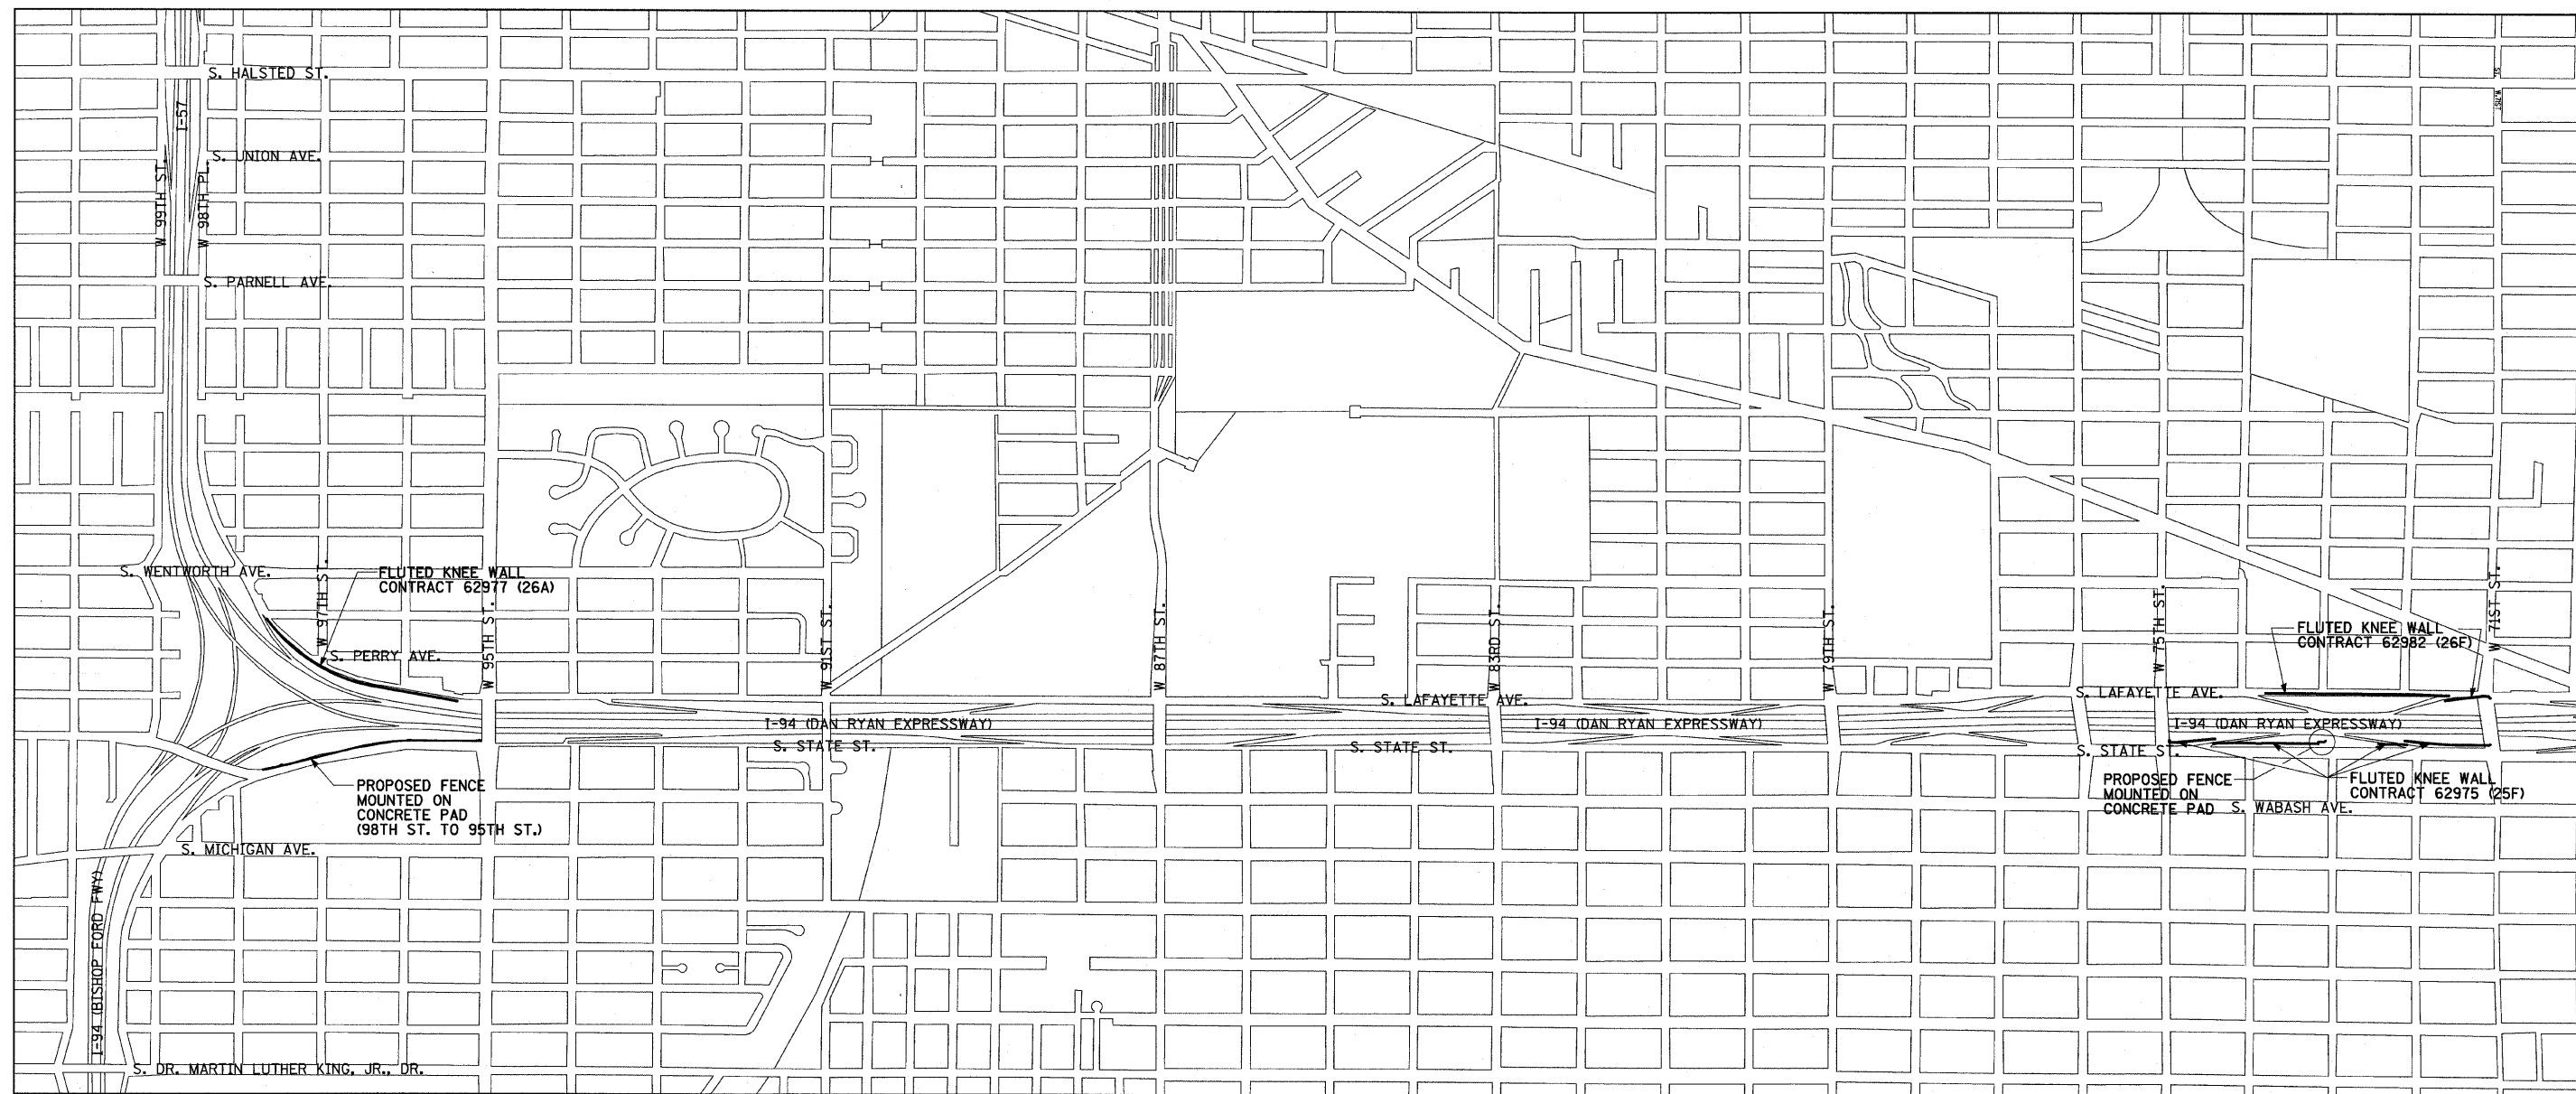 S. HALSTED ST.
I-57
S. UNION AVE.
W 99TH ST.
W 98TH PL.
S. PARNELL AVE.
S. WENTWORTH AVE.
W 97TH ST.
FLUTED KNEE WALL
CONTRACT 62977 (26A)
S. PERRY AVE.
W 95TH ST.
W 91ST ST.
W 87TH ST.
W 83RD ST.
W 79TH ST.
W 75TH ST.
W 71ST ST.
W.71ST
ST.
FLUTED KNEE WALL
CONTRACT 62982 (26F)
S. LAFAYETTE AVE.
S. LAFAYETTE AVE.
I-94 (DAN RYAN EXPRESSWAY)
I-94 (DAN RYAN EXPRESSWAY)
I-94 (DAN RYAN EXPRESSWAY)
S. STATE ST.
S. STATE ST.
S. STATE ST.
PROPOSED FENCE
MOUNTED ON
CONCRETE PAD
(98TH ST. TO 95TH ST.)
PROPOSED FENCE
MOUNTED ON
CONCRETE PAD
FLUTED KNEE WALL
CONTRACT 62975 (25F)
S. WABASH AVE.
S. MICHIGAN AVE.
I-94 (BISHOP FORD FWY)
S. DR. MARTIN LUTHER KING, JR., DR.